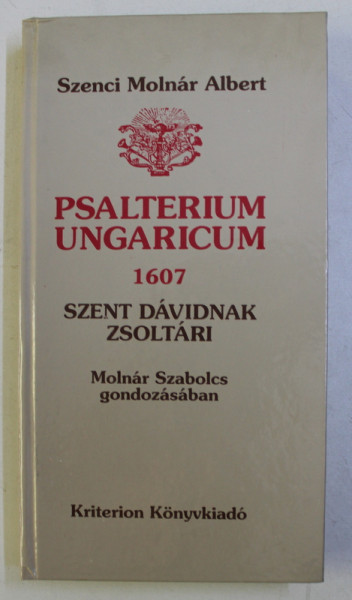 Szenci Molnár Albert
PSALTERIUM
UNGARICUM
1607
SZENT DÁVIDNAK
ZSOLTÁRI
Molnár Szabolcs
gondozásában
Kriterion Könyvkiadó